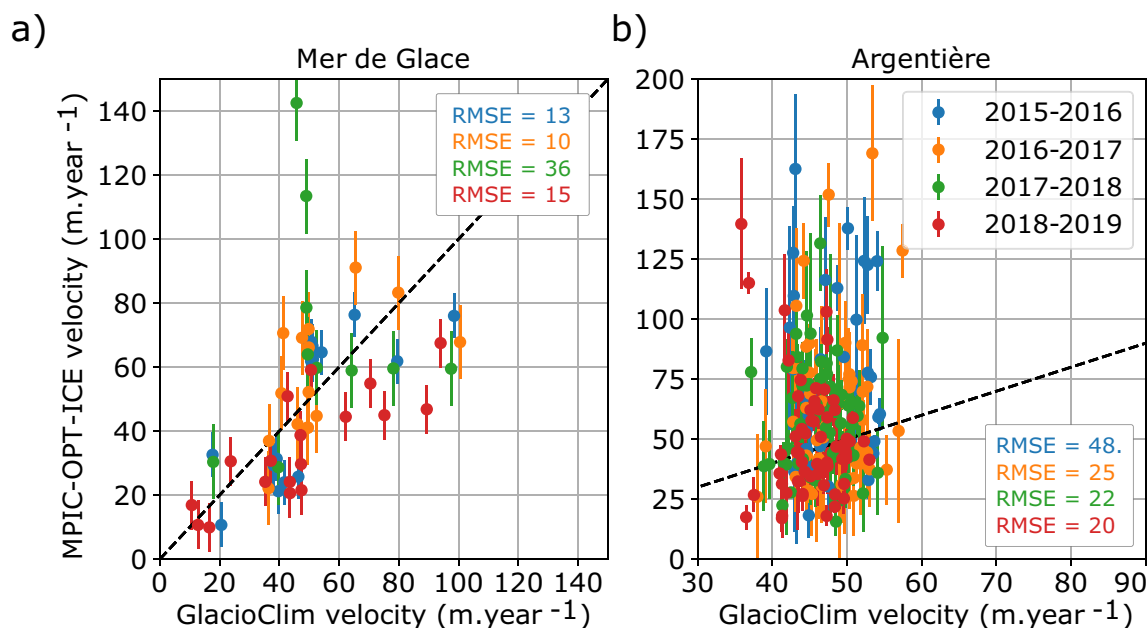 a)
Mer de Glace
MPIC-OPT-ICE velocity (m.year -1)
140
120
100
80
60
40
20
0
0 20 40 60 80 100 120 140
GlacioClim velocity (m.year -1)
RMSE = 13
RMSE = 10
RMSE = 36
RMSE = 15
b)
Argentière
200
175
150
125
100
75
50
25
0
30 40 50 60 70 80 90
GlacioClim velocity (m.year -1)
2015-2016
2016-2017
2017-2018
2018-2019
RMSE = 48.
RMSE = 25
RMSE = 22
RMSE = 20